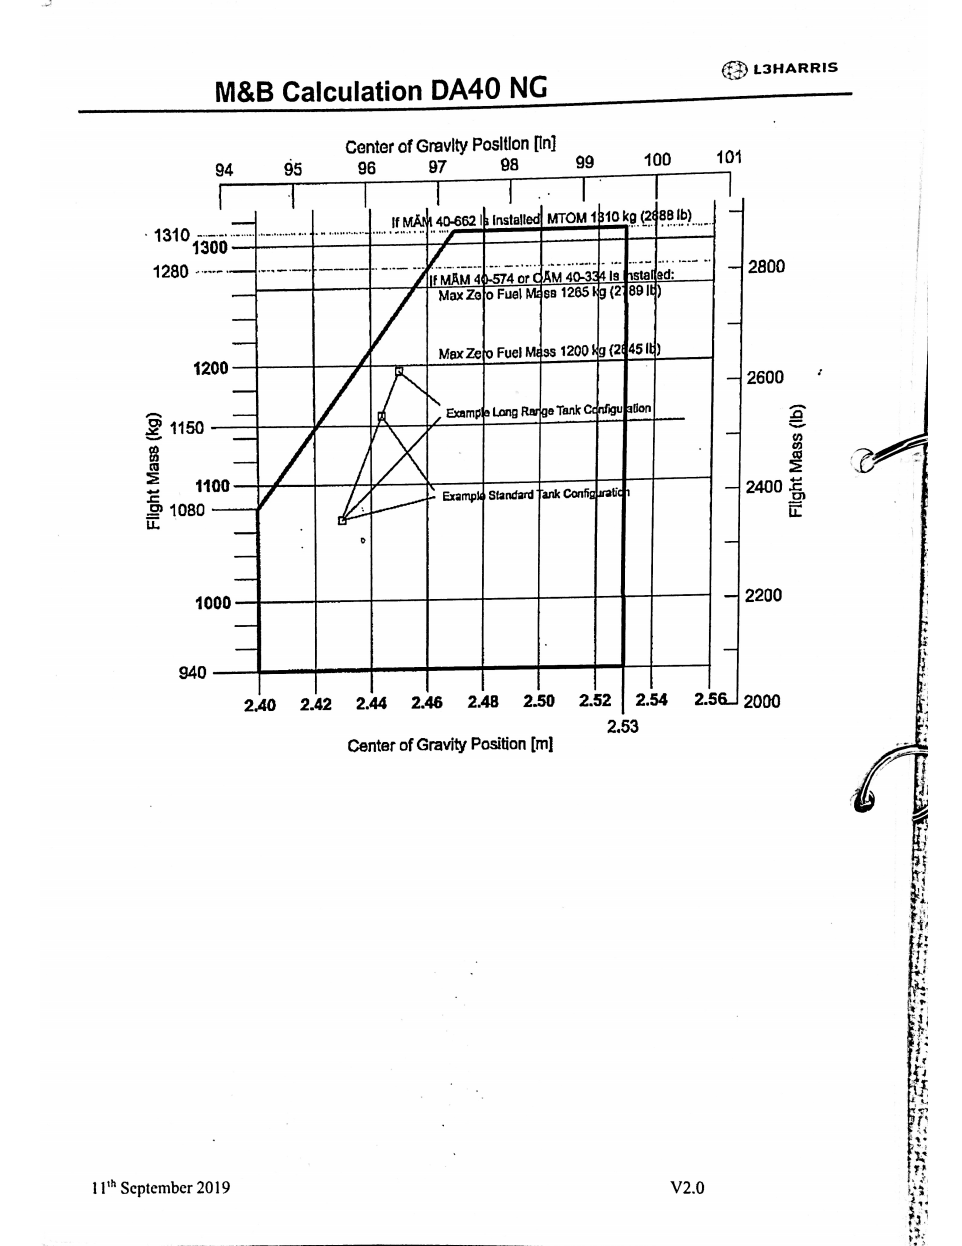 L3HARRIS
M&B Calculation DA40 NG
Center of Gravity Position [in]
94 95 96 97 98 99 100 101
If MÄM 40-662 is installed MTOM 1310 kg (2888 lb)
1310
1300
1280
2800
If MÄM 40-574 or OÄM 40-334 is installed:
Max Zero Fuel Mass 1265 kg (2789 lb)
Max Zero Fuel Mass 1200 kg (2645 lb)
1200
2600
Example Long Range Tank Configuration
1150
Flight Mass (kg)
Flight Mass (lb)
1100
2400
Example Standard Tank Configuration
1080
1000
2200
940
2.40 2.42 2.44 2.46 2.48 2.50 2.52 2.54 2.56 2000
2.53
Center of Gravity Position [m]
11th September 2019
V2.0